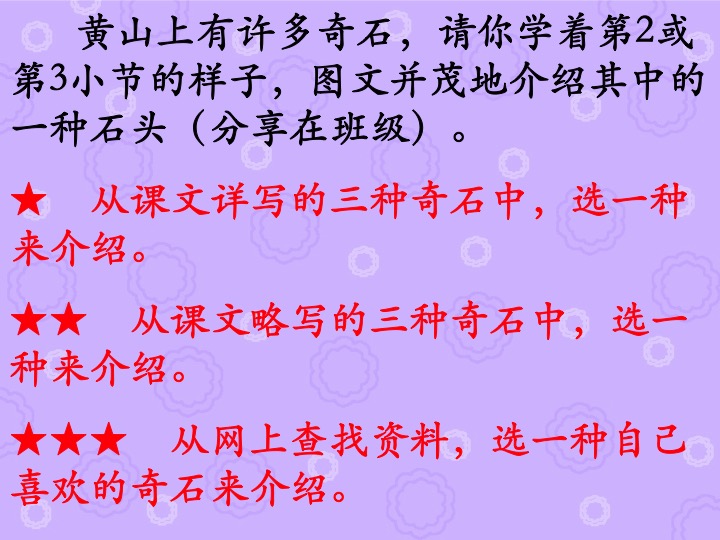 黄山上有许多奇石，请你学着第2或
第3小节的样子，图文并茂地介绍其中的
一种石头（分享在班级）。
★ 从课文详写的三种奇石中，选一种
来介绍。
★★ 从课文略写的三种奇石中，选一
种来介绍。
★★★ 从网上查找资料，选一种自己
喜欢的奇石来介绍。